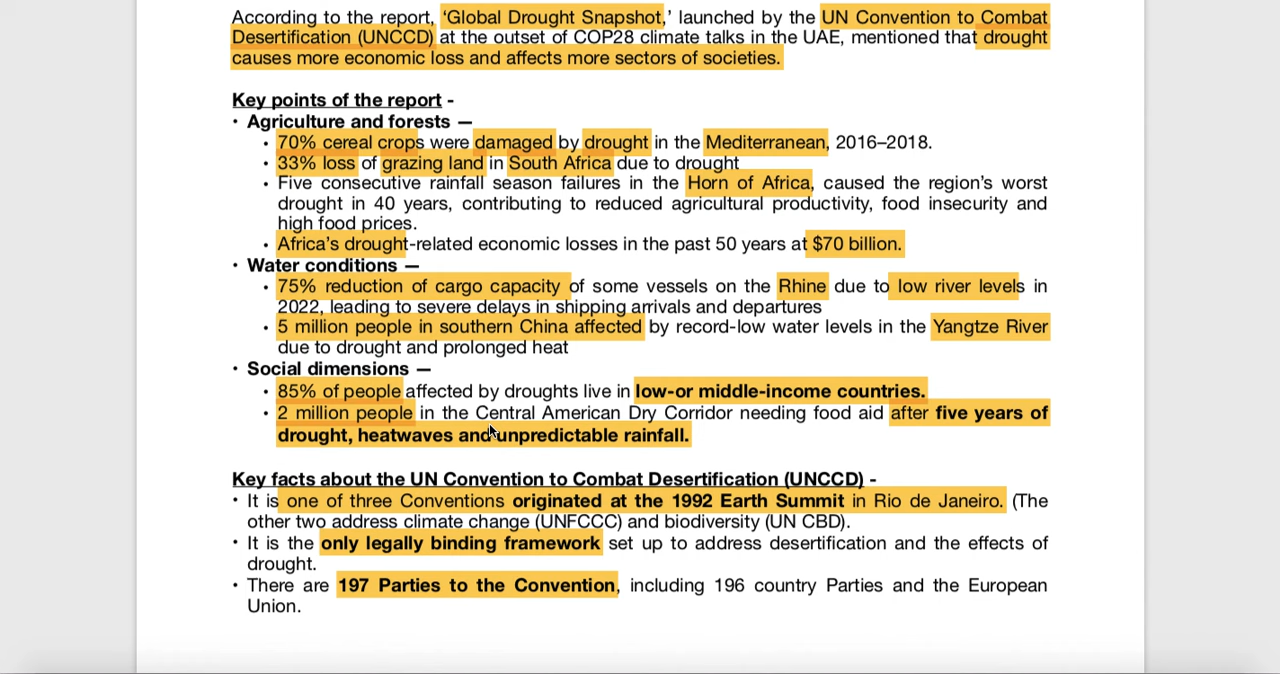 According to the report, ‘Global Drought Snapshot,’ launched by the UN Convention to Combat
Desertification (UNCCD) at the outset of COP28 climate talks in the UAE, mentioned that drought
causes more economic loss and affects more sectors of societies.
Key points of the report -
• Agriculture and forests —
• 70% cereal crops were damaged by drought in the Mediterranean, 2016–2018.
• 33% loss of grazing land in South Africa due to drought
• Five consecutive rainfall season failures in the Horn of Africa, caused the region’s worst
drought in 40 years, contributing to reduced agricultural productivity, food insecurity and
high food prices.
• Africa’s drought-related economic losses in the past 50 years at $70 billion.
• Water conditions —
• 75% reduction of cargo capacity of some vessels on the Rhine due to low river levels in
2022, leading to severe delays in shipping arrivals and departures
• 5 million people in southern China affected by record-low water levels in the Yangtze River
due to drought and prolonged heat
• Social dimensions —
• 85% of people affected by droughts live in low-or middle-income countries.
• 2 million people in the Central American Dry Corridor needing food aid after five years of
drought, heatwaves and unpredictable rainfall.
Key facts about the UN Convention to Combat Desertification (UNCCD) -
• It is one of three Conventions originated at the 1992 Earth Summit in Rio de Janeiro. (The
other two address climate change (UNFCCC) and biodiversity (UN CBD).
• It is the only legally binding framework set up to address desertification and the effects of
drought.
• There are 197 Parties to the Convention, including 196 country Parties and the European
Union.